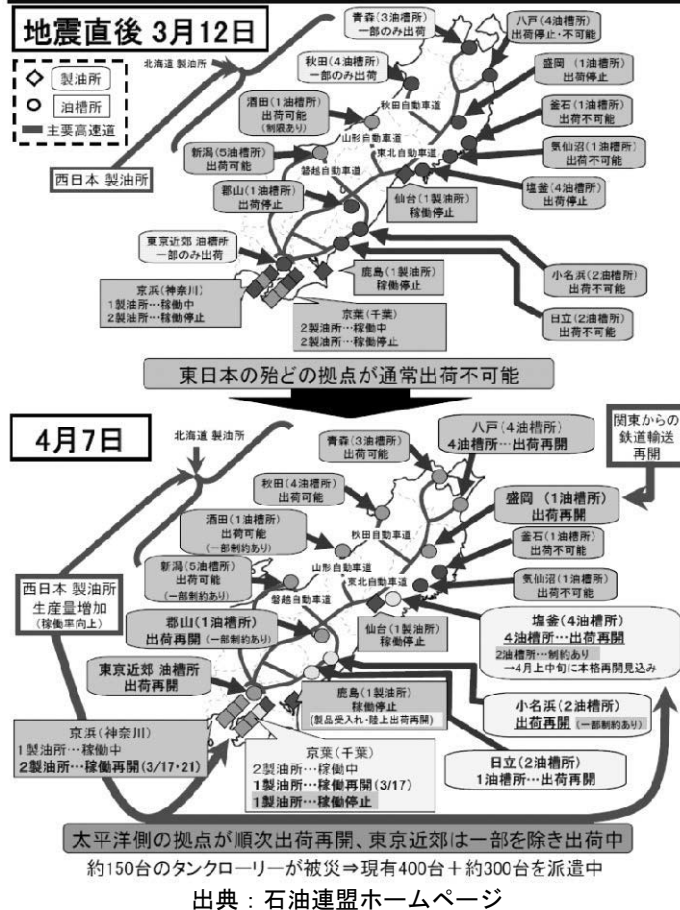 地震直後 3月12日
製油所
油槽所
主要高速道
北海道 製油所
西日本 製油所
青森(3油槽所)
一部のみ出荷
八戸(4油槽所)
出荷停止・不可能
秋田(4油槽所)
一部のみ出荷
盛岡 (1油槽所)
出荷停止
酒田(1油槽所)
出荷可能
(制限あり)
秋田自動車道
釜石(1油槽所)
出荷不可能
山形自動車道
新潟(5油槽所)
出荷可能
東北自動車道
気仙沼(1油槽所)
出荷不可能
磐越自動車道
郡山(1油槽所)
出荷停止
仙台(1製油所)
稼働停止
塩釜(4油槽所)
出荷停止
東京近郊 油槽所
一部のみ出荷
鹿島(1製油所)
稼働停止
小名浜(2油槽所)
出荷不可能
京浜(神奈川)
1製油所…稼働中
2製油所…稼働停止
京葉(千葉)
2製油所…稼働中
2製油所…稼働停止
日立(2油槽所)
出荷不可能
東日本の殆どの拠点が通常出荷不可能
4月7日
北海道 製油所
青森(3油槽所)
出荷可能
八戸(4油槽所)
4油槽所…出荷再開
関東からの
鉄道輸送
再開
秋田(4油槽所)
出荷可能
盛岡 (1油槽所)
出荷再開
酒田(1油槽所)
出荷可能
(一部制約あり)
秋田自動車道
釜石(1油槽所)
出荷不可能
新潟(5油槽所)
出荷可能
(一部制約あり)
山形自動車道
東北自動車道
気仙沼(1油槽所)
出荷不可能
西日本 製油所
生産量増加
(稼働率向上)
磐越自動車道
郡山(1油槽所)
出荷再開 (一部制約あり)
仙台(1製油所)
稼働停止
塩釜(4油槽所)
4油槽所…出荷再開
2油槽所…制約あり
→4月上中旬に本格再開見込み
東京近郊 油槽所
出荷再開
鹿島(1製油所)
稼働停止
(製品受入れ・陸上出荷再開)
小名浜(2油槽所)
出荷再開 (一部制約あり)
京浜(神奈川)
1製油所…稼働中
2製油所…稼働再開(3/17・21)
京葉(千葉)
2製油所…稼働中
1製油所…稼働再開(3/17)
1製油所…稼働停止
日立(2油槽所)
1油槽所…出荷再開
太平洋側の拠点が順次出荷再開、東京近郊は一部を除き出荷中
約150台のタンクローリーが被災⇒現有400台＋約300台を派遣中
出典：石油連盟ホームページ